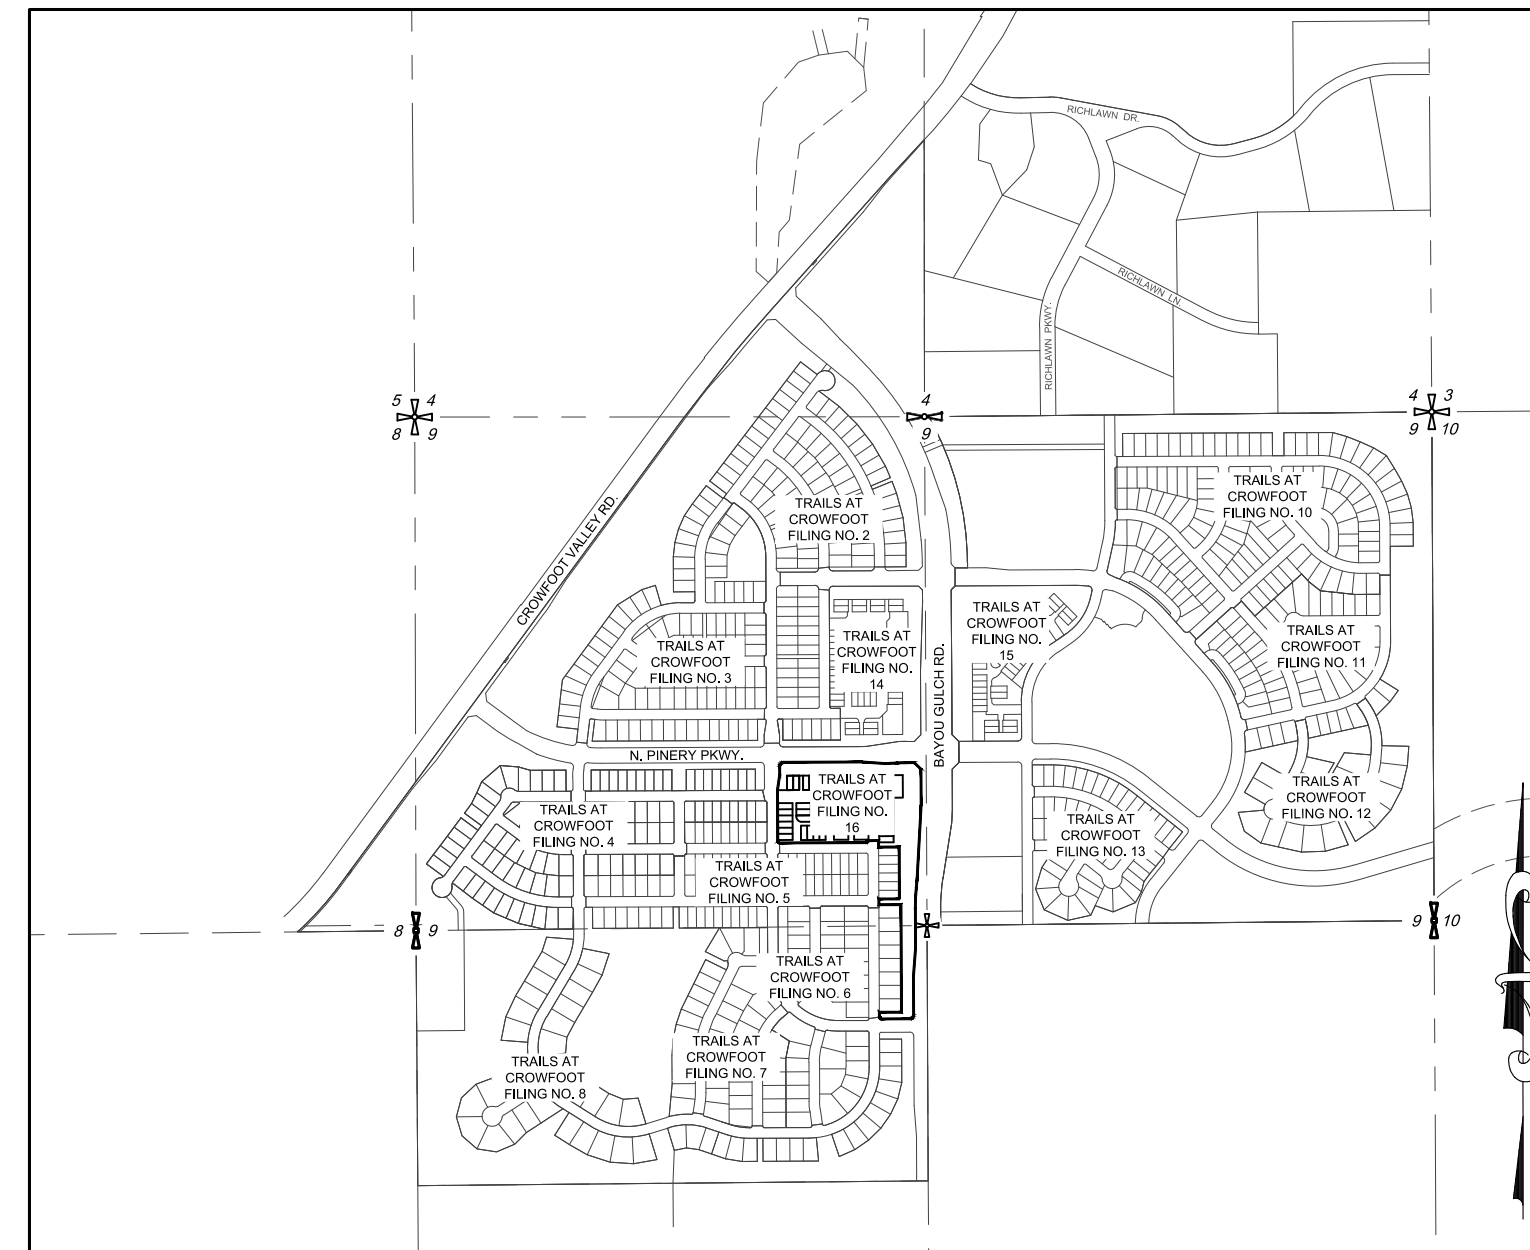 RICHLAWN DR.
RICHLAWN LN.
RICHLAWN PKWY.
5 4
8 9
4
9
4 3
9 10
CROWFOOT VALLEY RD.
TRAILS AT
CROWFOOT
FILING NO. 2
TRAILS AT
CROWFOOT
FILING NO. 10
TRAILS AT
CROWFOOT
FILING NO. 3
TRAILS AT
CROWFOOT
FILING NO.
14
BAYOU GULCH RD.
TRAILS AT
CROWFOOT
FILING NO.
15
TRAILS AT
CROWFOOT
FILING NO. 11
N. PINERY PKWY.
TRAILS AT
CROWFOOT
FILING NO. 4
TRAILS AT
CROWFOOT
FILING NO.
16
TRAILS AT
CROWFOOT
FILING NO. 13
TRAILS AT
CROWFOOT
FILING NO. 12
TRAILS AT
CROWFOOT
FILING NO. 5
8 9
9 10
TRAILS AT
CROWFOOT
FILING NO. 6
TRAILS AT
CROWFOOT
FILING NO. 7
TRAILS AT
CROWFOOT
FILING NO. 8